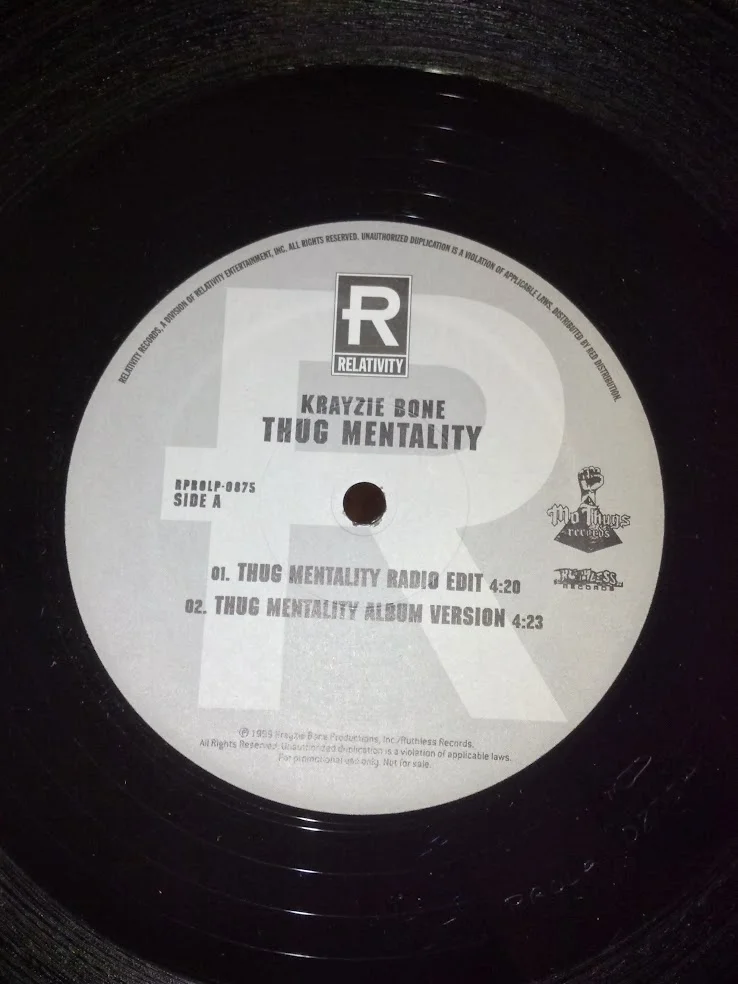 RELATIVITY RECORDS, A DIVISION OF RELATIVITY ENTERTAINMENT, INC. ALL RIGHTS RESERVED. UNAUTHORIZED DUPLICATION IS A VIOLATION OF APPLICABLE LAWS. DISTRIBUTED BY RED DISTRIBUTION.
R
RELATIVITY
KRAYZIE BONE
THUG MENTALITY
RPROLP-0875
SIDE A
Mo Thugs
records
RUTHLESS
RECORDS
01. THUG MENTALITY RADIO EDIT 4:20
02. THUG MENTALITY ALBUM VERSION 4:23
℗ 1999 Krayzie Bone Productions, Inc./Ruthless Records.
All Rights Reserved. Unauthorized duplication is a violation of applicable laws.
For promotional use only. Not for sale.